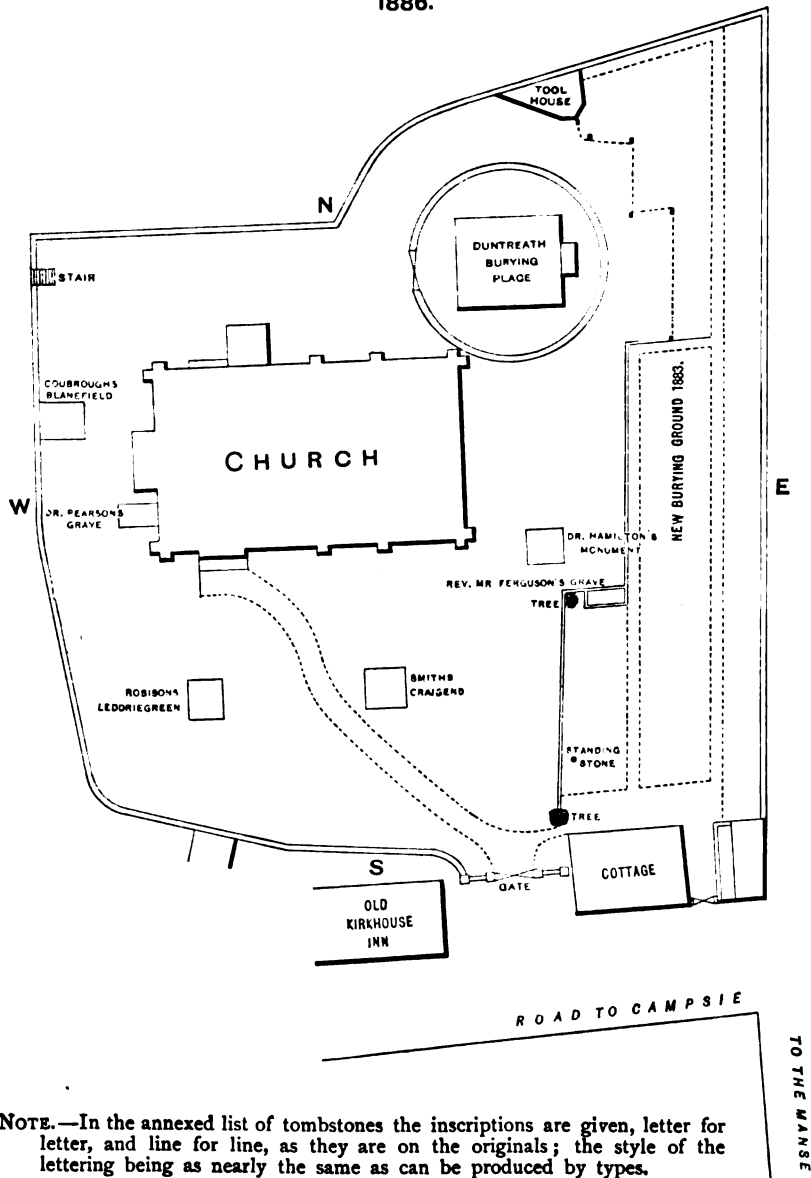 1886.
TOOL
HOUSE
N
DUNTREATH
BURYING
PLACE
STAIR
COUBROUGHS
BLANEFIELD
NEW BURYING GROUND 1883.
CHURCH
W
E
DR. PEARSONS
GRAVE
DR. HAMILTON'S
MONUMENT
REV. MR FERGUSON'S GRAVE
TREE
SMITHS
CRAIGEND
ROBISONS
LEDDRIEGREEN
STANDING
STONE
TREE
S
GATE
COTTAGE
OLD
KIRKHOUSE
INN
ROAD TO CAMPSIE
TO THE MANSE
NOTE.—In the annexed list of tombstones the inscriptions are given, letter for
letter, and line for line, as they are on the originals; the style of the
lettering being as nearly the same as can be produced by types.